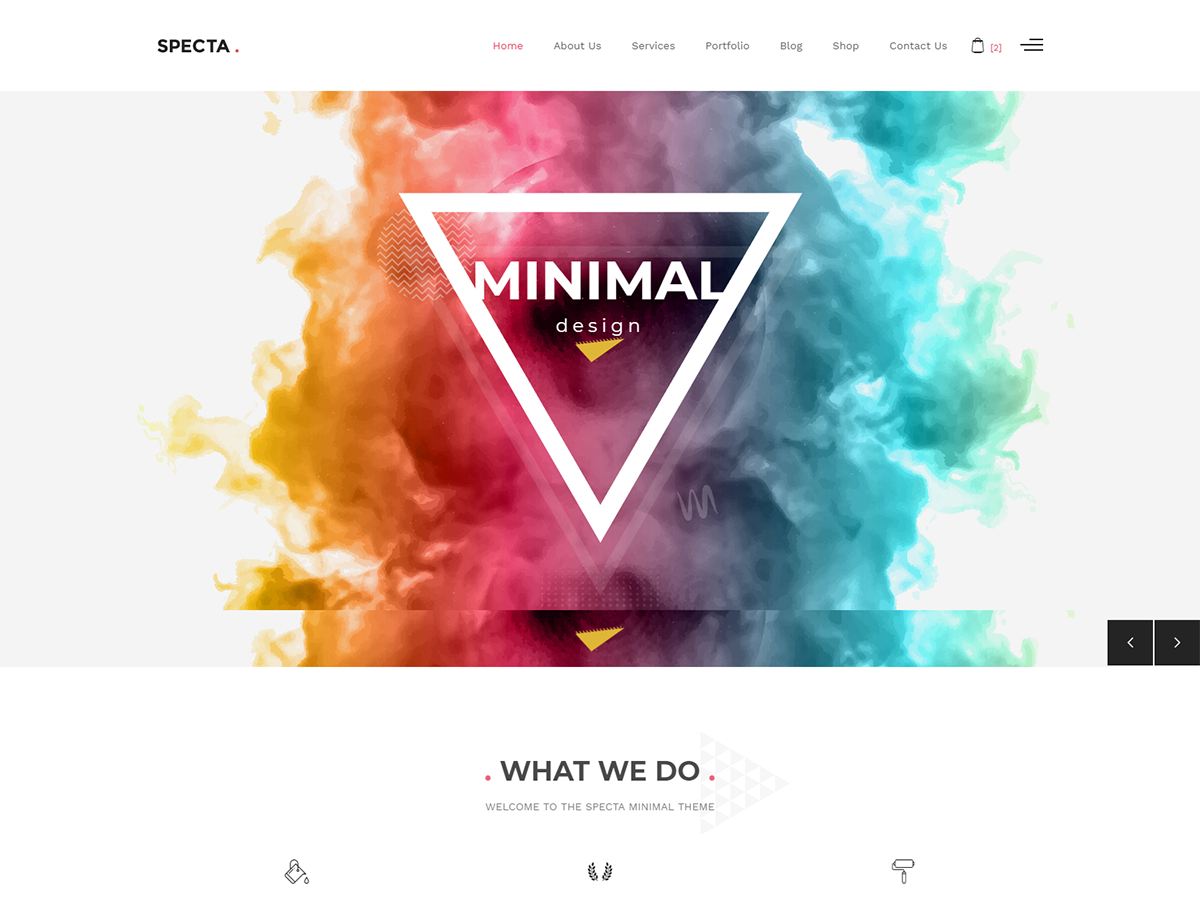 SPECTA .
Home About Us Services Portfolio Blog Shop Contact Us [2]
MINIMAL
design
. WHAT WE DO .
WELCOME TO THE SPECTA MINIMAL THEME